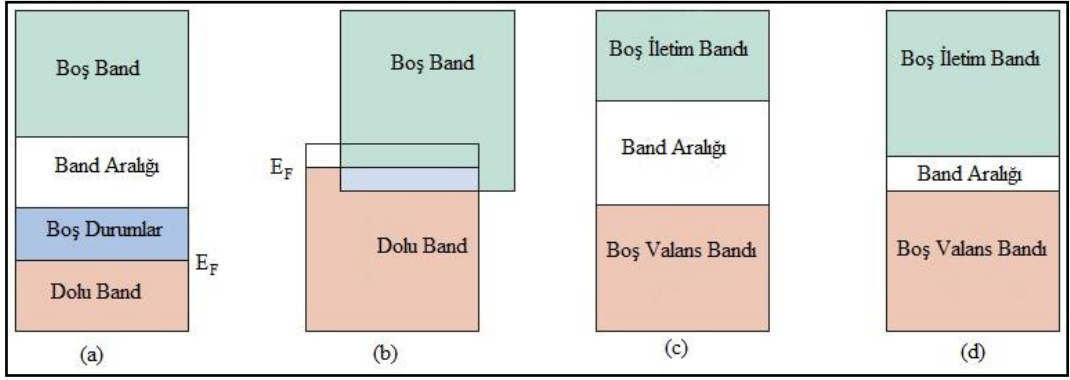 Boş Band
Band Aralığı
Boş Durumlar
E_F
Dolu Band
(a)
Boş Band
E_F
Dolu Band
(b)
Boş İletim Bandı
Band Aralığı
Boş Valans Bandı
(c)
Boş İletim Bandı
Band Aralığı
Boş Valans Bandı
(d)